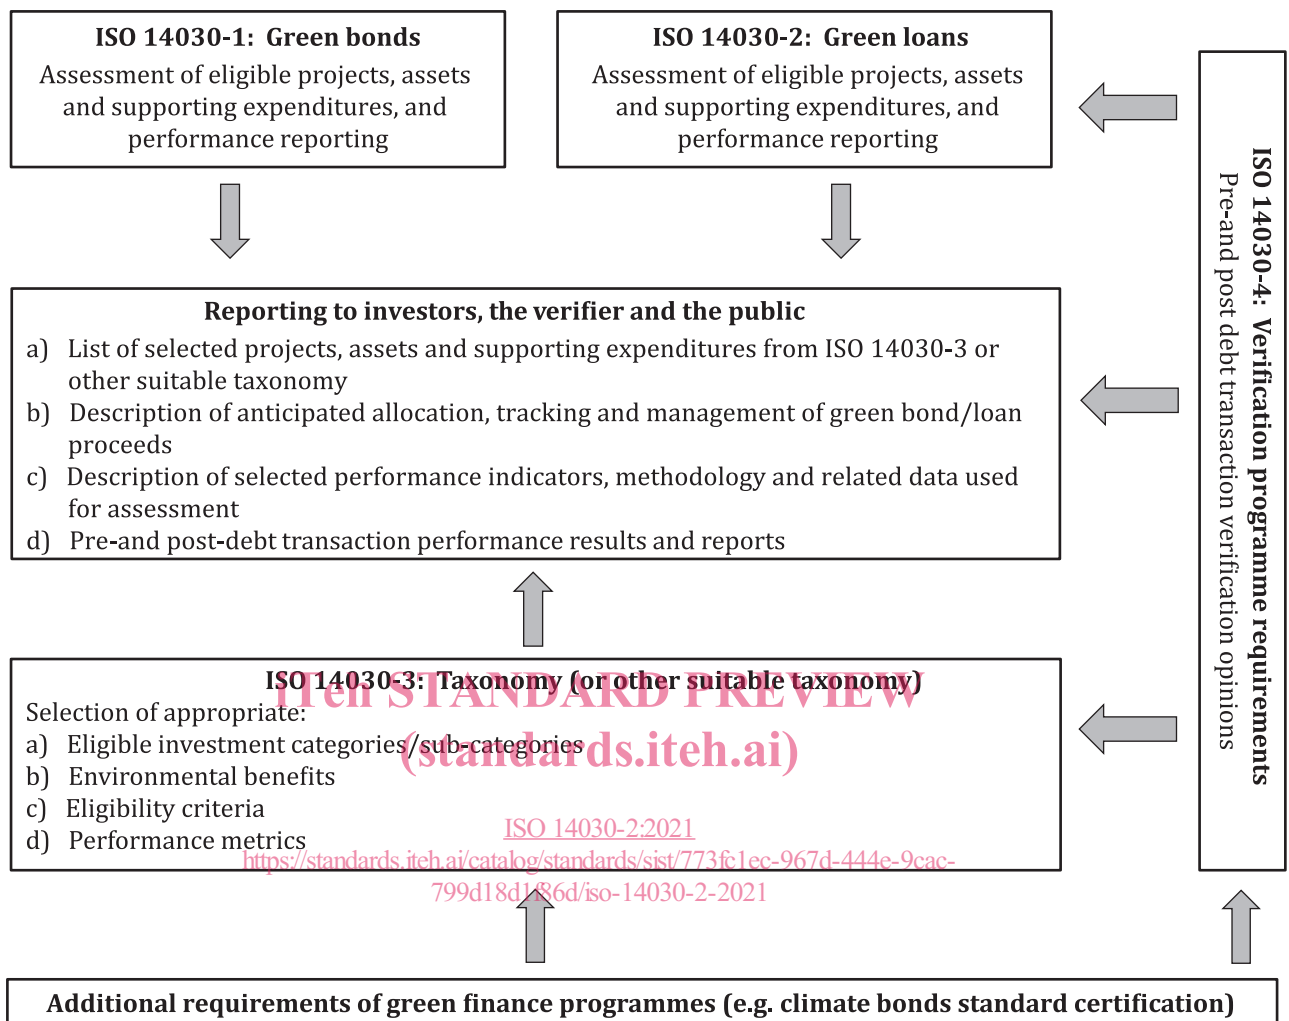 ISO 14030-1: Green bonds
Assessment of eligible projects, assets
and supporting expenditures, and
performance reporting
ISO 14030-2: Green loans
Assessment of eligible projects, assets
and supporting expenditures, and
performance reporting
ISO 14030-4: Verification programme requirements
Pre-and post debt transaction verification opinions
Reporting to investors, the verifier and the public
a) List of selected projects, assets and supporting expenditures from ISO 14030-3 or
other suitable taxonomy
b) Description of anticipated allocation, tracking and management of green bond/loan
proceeds
c) Description of selected performance indicators, methodology and related data used
for assessment
d) Pre-and post-debt transaction performance results and reports
ISO 14030-3: Taxonomy (or other suitable taxonomy)
iTeh STANDARD PREVIEW
Selection of appropriate:
a) Eligible investment categories/sub-categories
(standards.iteh.ai)
b) Environmental benefits
c) Eligibility criteria
d) Performance metrics
ISO 14030-2:2021
https://standards.iteh.ai/catalog/standards/sist/773fc1ec-967d-444e-9cac-
799d18d1f86d/iso-14030-2-2021
Additional requirements of green finance programmes (e.g. climate bonds standard certification)